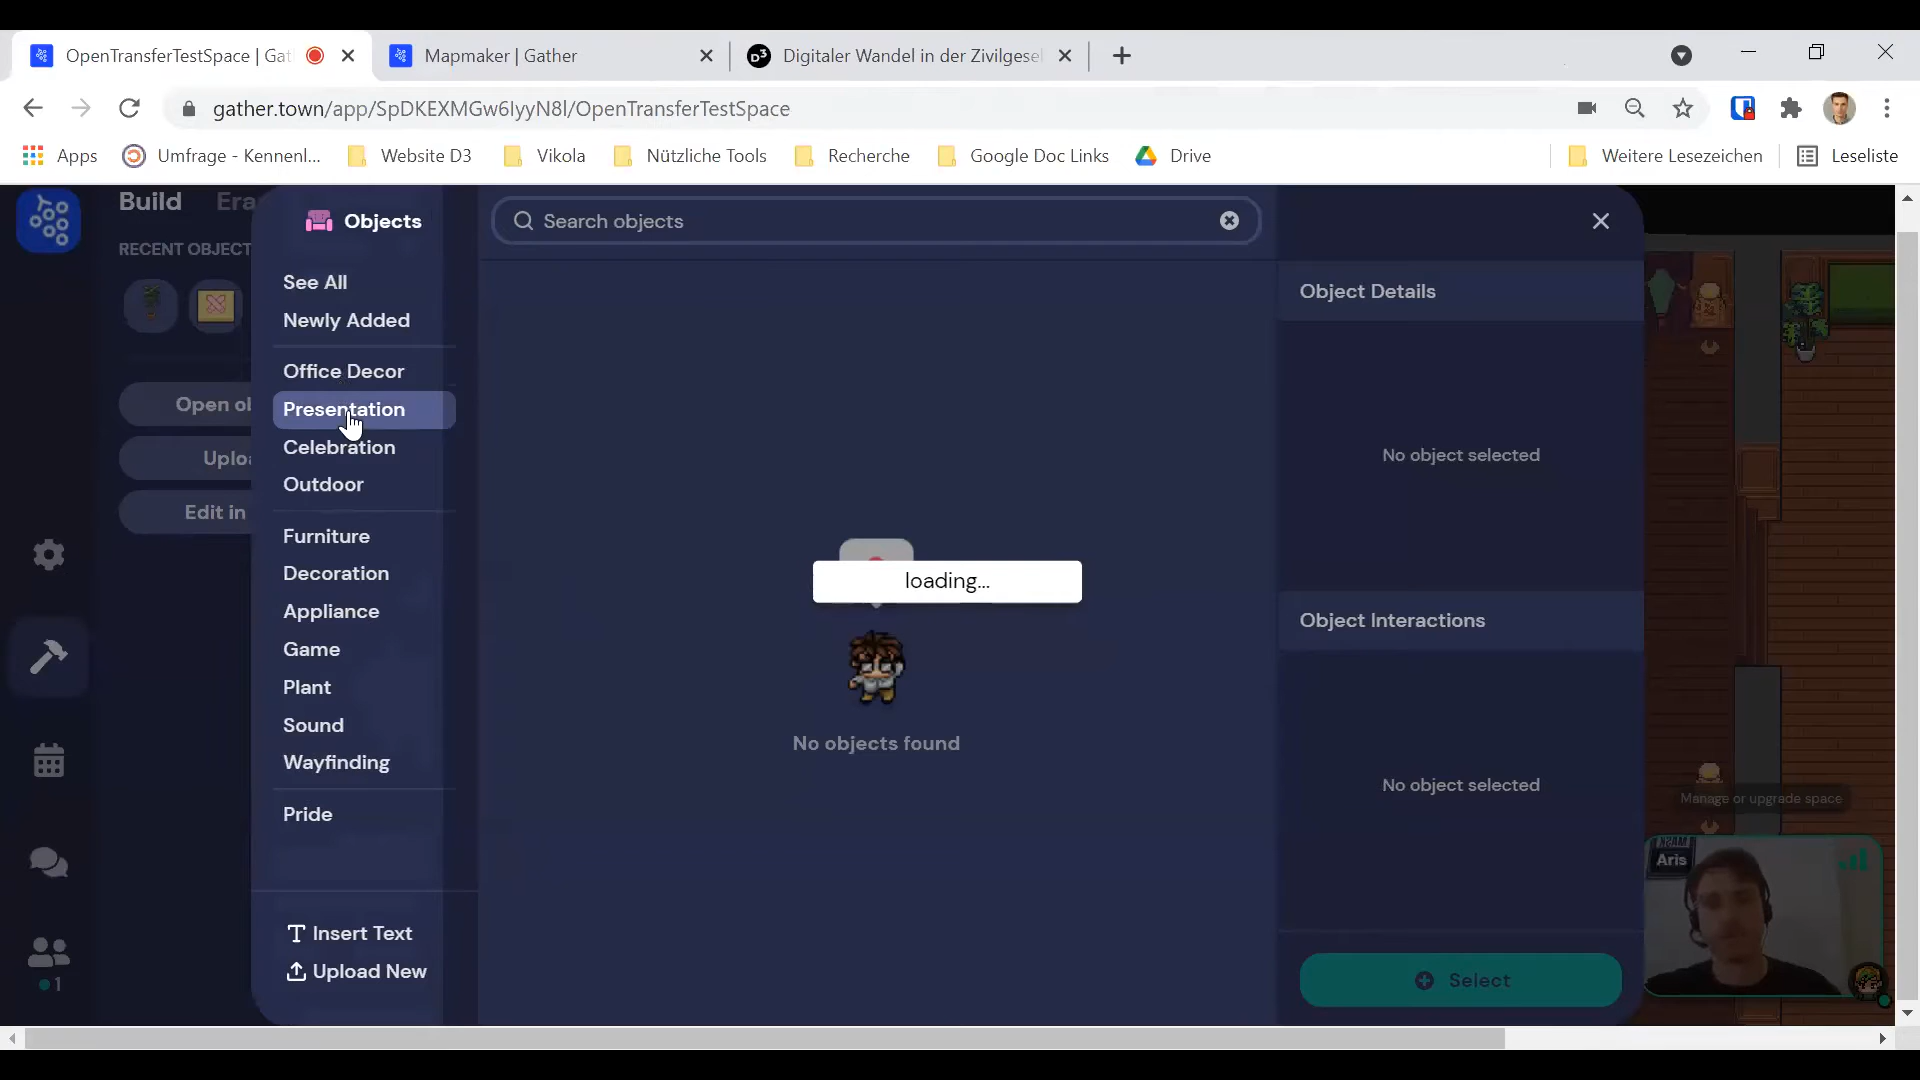 OpenTransferTestSpace | Gat
Mapmaker | Gather
Digitaler Wandel in der Zivilgesel
gather.town/app/SpDKEXMGw6IyyN8l/OpenTransferTestSpace
Apps
Umfrage - Kennenl...
Website D3
Vikola
Nützliche Tools
Recherche
Google Doc Links
Drive
Weitere Lesezeichen
Leseliste
Build
Era
RECENT OBJECT
Open ob
Uploa
Edit in
Objects
See All
Newly Added
Office Decor
Presentation
Celebration
Outdoor
Furniture
Decoration
Appliance
Game
Plant
Sound
Wayfinding
Pride
Insert Text
Upload New
Search objects
loading...
No objects found
Object Details
No object selected
Object Interactions
No object selected
Select
Manage or upgrade space
Aris
1